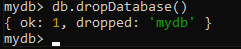 mydb> db.dropDatabase()
{ ok: 1, dropped: 'mydb' }
mydb>